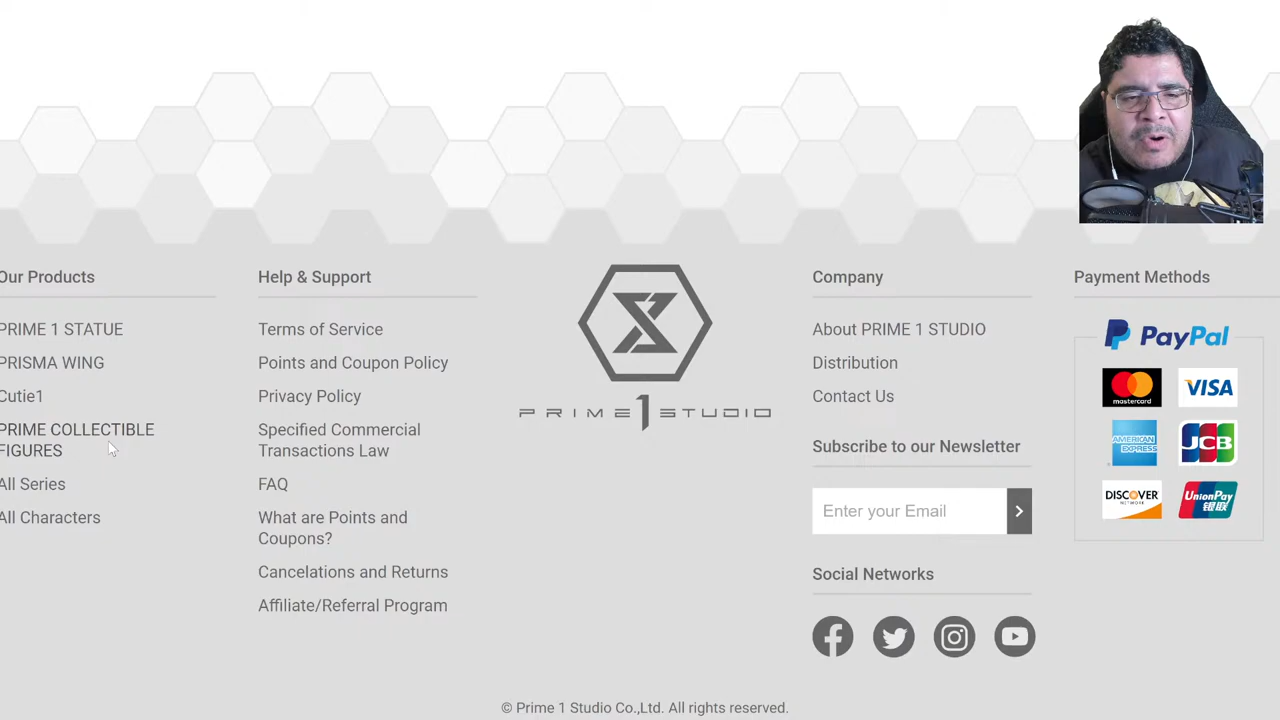 Our Products
PRIME 1 STATUE
PRISMA WING
Cutie1
PRIME COLLECTIBLE
FIGURES
All Series
All Characters
Help & Support
Terms of Service
Points and Coupon Policy
Privacy Policy
Specified Commercial
Transactions Law
FAQ
What are Points and
Coupons?
Cancelations and Returns
Affiliate/Referral Program
PRIME1STUDIO
Company
About PRIME 1 STUDIO
Distribution
Contact Us
Subscribe to our Newsletter
Enter your Email
Social Networks
Payment Methods
PayPal
mastercard
VISA
AMERICAN
EXPRESS
JCB
DISCOVER
NETWORK
UnionPay
银联
© Prime 1 Studio Co.,Ltd. All rights reserved.